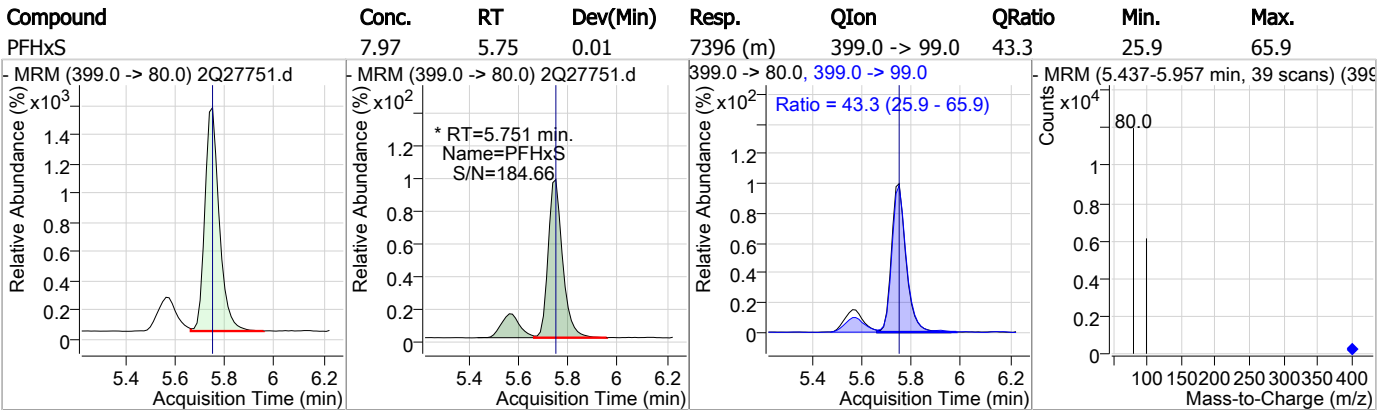 Compound Conc. RT Dev(Min) Resp. QIon QRatio Min. Max.
PFHxS 7.97 5.75 0.01 7396 (m) 399.0 -> 99.0 43.3 25.9 65.9
- MRM (399.0 -> 80.0) 2Q27751.d
Relative Abundance (%)
x10³
1.4
1.2
1
0.8
0.6
0.4
0.2
0
5.4 5.6 5.8 6 6.2
Acquisition Time (min)
- MRM (399.0 -> 80.0) 2Q27751.d
Relative Abundance (%)
x10²
* RT=5.751 min.
Name=PFHxS
S/N=184.66
1.2
1
0.8
0.6
0.4
0.2
0
5.4 5.6 5.8 6 6.2
Acquisition Time (min)
399.0 -> 80.0, 399.0 -> 99.0
Relative Abundance (%)
x10²
Ratio = 43.3 (25.9 - 65.9)
1.2
1
0.8
0.6
0.4
0.2
0
5.4 5.6 5.8 6 6.2
Acquisition Time (min)
- MRM (5.437-5.957 min, 39 scans) (399
Counts
x10⁴
80.0
1
0.8
0.6
0.4
0.2
0
100 150 200 250 300 350 400
Mass-to-Charge (m/z)